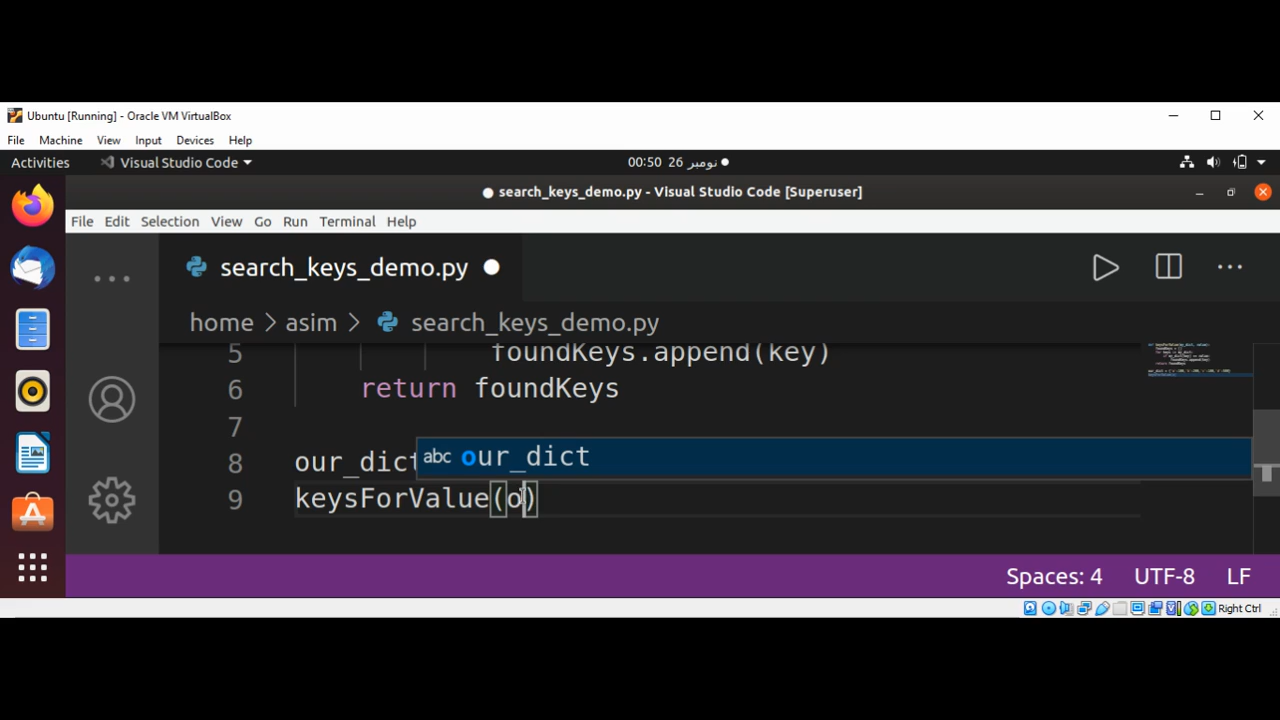 Ubuntu [Running] - Oracle VM VirtualBox
File Machine View Input Devices Help
Activities Visual Studio Code 00:50 26 نومبر
● search_keys_demo.py - Visual Studio Code [Superuser]
File Edit Selection View Go Run Terminal Help
search_keys_demo.py
home > asim > search_keys_demo.py
5 foundKeys.append(key)
6 return foundKeys
7
abc our_dict
8 our_dict
9 keysForValue(o)
Spaces: 4 UTF-8 LF
Right Ctrl